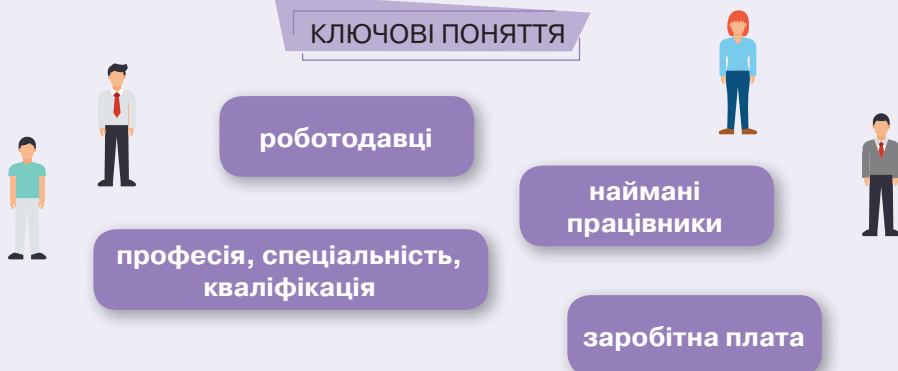 КЛЮЧОВІ ПОНЯТТЯ
роботодавці
наймані
працівники
професія, спеціальність,
кваліфікація
заробітна плата